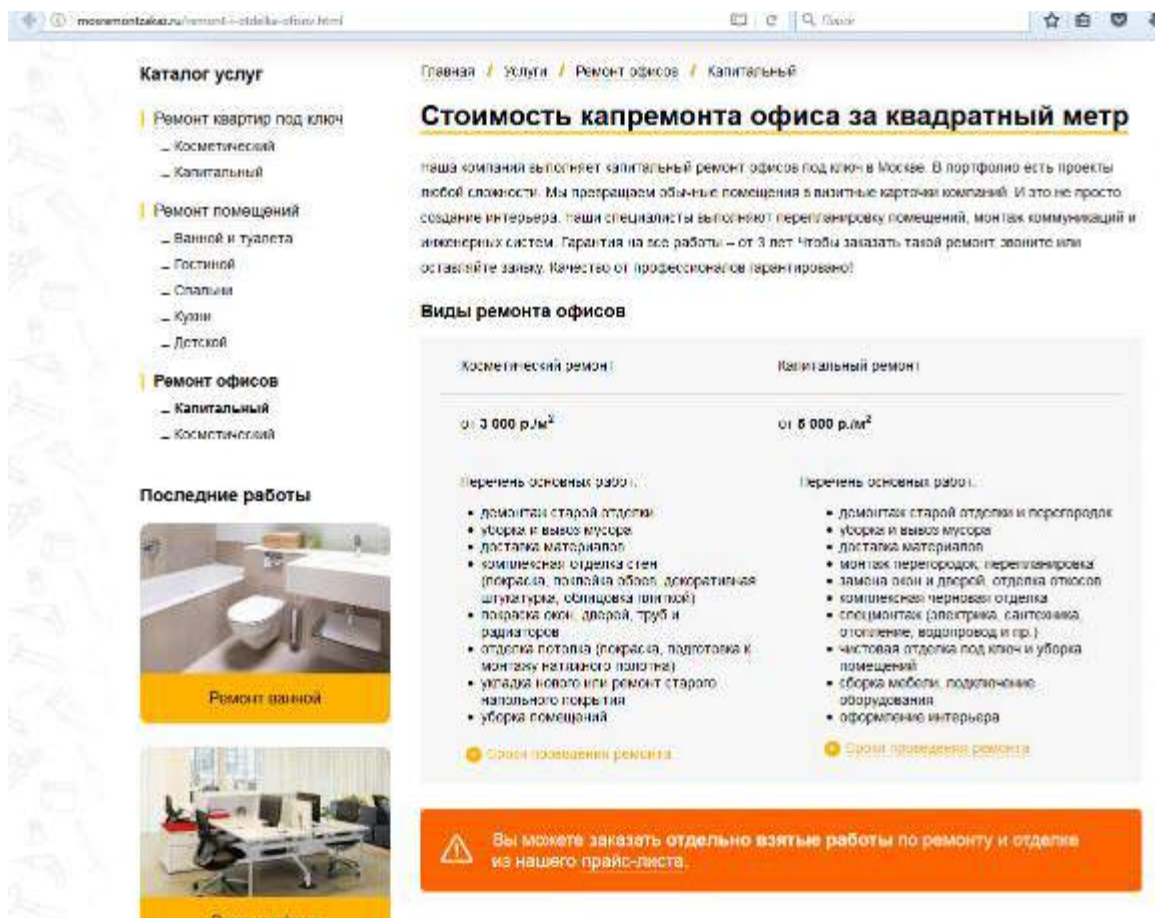 mosremontzakaz.ru/remont-i-otdelka-ofisov.html
Поиск
Каталог услуг
Ремонт квартир под ключ
Косметический
Капитальный
Ремонт помещений
Ванной и туалета
Гостиной
Спальни
Кухни
Детской
Ремонт офисов
Капитальный
Косметический
Последние работы
Ремонт ванной
Главная / Услуги / Ремонт офисов / Капитальный
Стоимость капремонта офиса за квадратный метр
Наша компания выполняет капитальный ремонт офисов под ключ в Москве. В портфолио есть проекты
любой сложности. Мы превращаем обычные помещения в визитные карточки компаний. И это не просто
создание интерьера. Наши специалисты выполняют перепланировку помещений, монтаж коммуникаций и
инженерных систем. Гарантия на все работы – от 3 лет. Чтобы заказать такой ремонт звоните или
оставляйте заявку. Качество от профессионалов гарантировано!
Виды ремонта офисов
Косметический ремонт
Капитальный ремонт
от 3 000 р./м²
от 5 000 р./м²
Перечень основных работ:
• демонтаж старой отделки
• уборка и вывоз мусора
• доставка материалов
• комплексная отделка стен
(покраска, поклейка обоев, декоративная
штукатурка, облицовка плиткой)
• покраска окон, дверей, труб и
радиаторов
• отделка потолка (покраска, подготовка к
монтажу натяжного полотна)
• укладка нового или ремонт старого
напольного покрытия
• уборка помещений
Сроки проведения ремонта
Перечень основных работ:
• демонтаж старой отделки и перегородок
• уборка и вывоз мусора
• доставка материалов
• монтаж перегородок, перепланировка
• замена окон и дверей, отделка откосов
• комплексная черновая отделка
• спецмонтаж (электрика, сантехника,
отопление, водопровод и пр.)
• чистовая отделка под ключ и уборка
помещений
• сборка мебели, подключение
оборудования
• оформление интерьера
Сроки проведения ремонта
Вы можете заказать отдельно взятые работы по ремонту и отделке
из нашего прайс-листа.